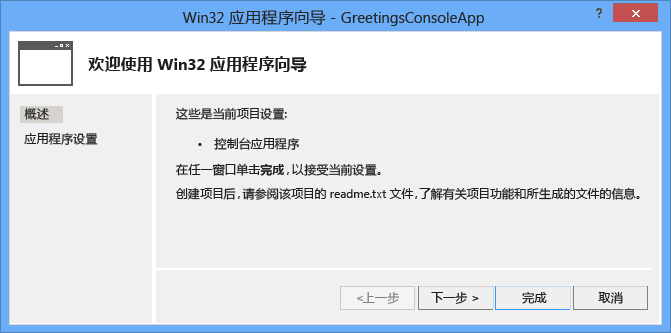 Win32 应用程序向导 - GreetingsConsoleApp
? ×
欢迎使用 Win32 应用程序向导
概述
应用程序设置
这些是当前项目设置:
• 控制台应用程序
在任一窗口单击完成,以接受当前设置。
创建项目后,请参阅该项目的 readme.txt 文件,了解有关项目功能和所生成的文件的信息。
<上一步 下一步 > 完成 取消